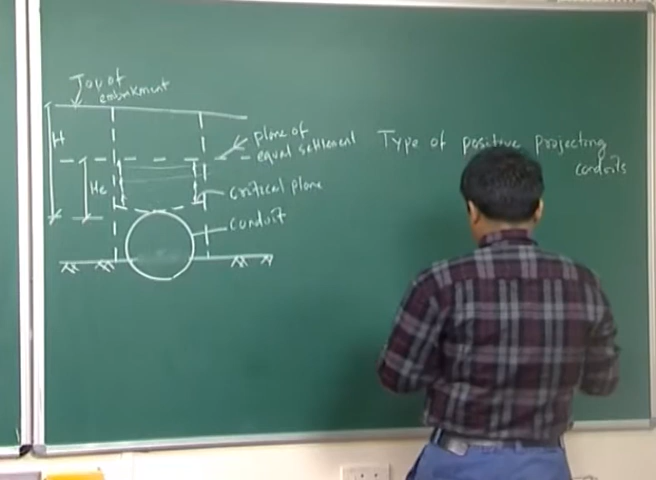 Top of
embankment
H
plane of
equal settlement
He
critical plane
conduit
Type of positive projecting
conduits